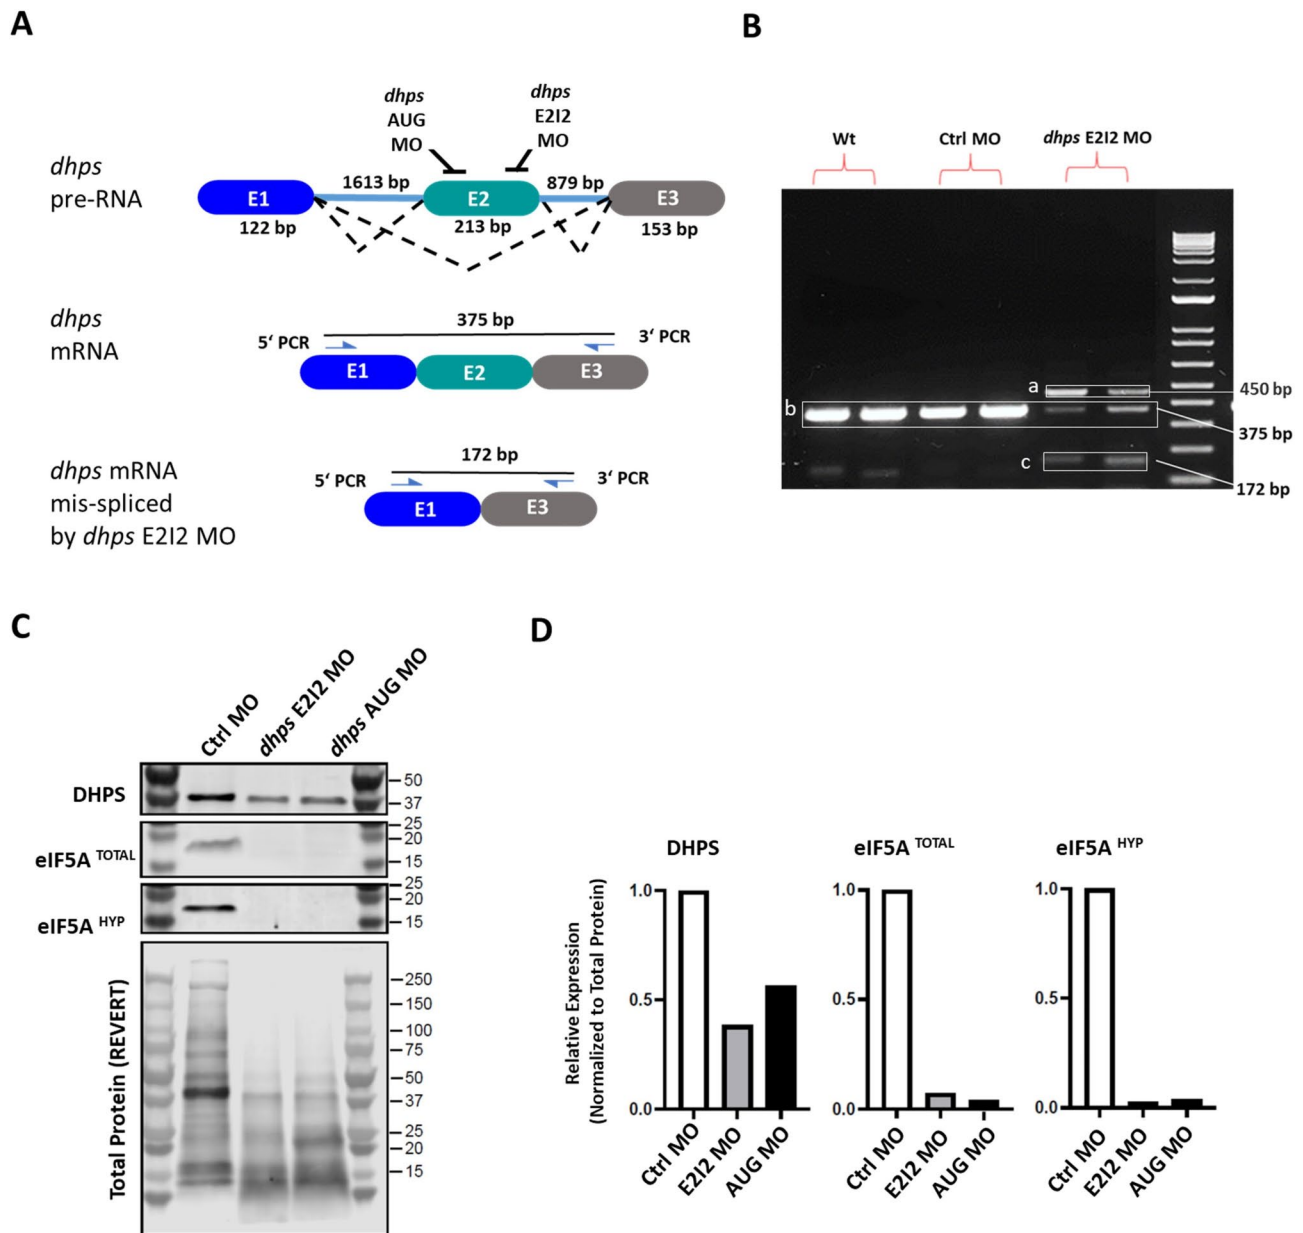 A
dhps
AUG
MO
dhps
E2I2
MO
dhps
pre-RNA
1613 bp
879 bp
E1
E2
E3
122 bp
213 bp
153 bp
dhps
mRNA
375 bp
5‘ PCR
3‘ PCR
E1
E2
E3
dhps mRNA
mis-spliced
by dhps E2I2 MO
172 bp
5‘ PCR
3‘ PCR
E1
E3
B
Wt
Ctrl MO
dhps E2I2 MO
a
b
c
450 bp
375 bp
172 bp
C
Ctrl MO
dhps E2I2 MO
dhps AUG MO
DHPS
50
37
eIF5A TOTAL
25
20
15
eIF5A HYP
25
20
15
Total Protein (REVERT)
250
150
100
75
50
37
25
20
15
D
Relative Expression
(Normalized to Total Protein)
DHPS
1.0
0.5
0.0
Ctrl MO
E2I2 MO
AUG MO
eIF5A TOTAL
1.0
0.5
0.0
Ctrl MO
E2I2 MO
AUG MO
eIF5A HYP
1.0
0.5
0.0
Ctrl MO
E2I2 MO
AUG MO